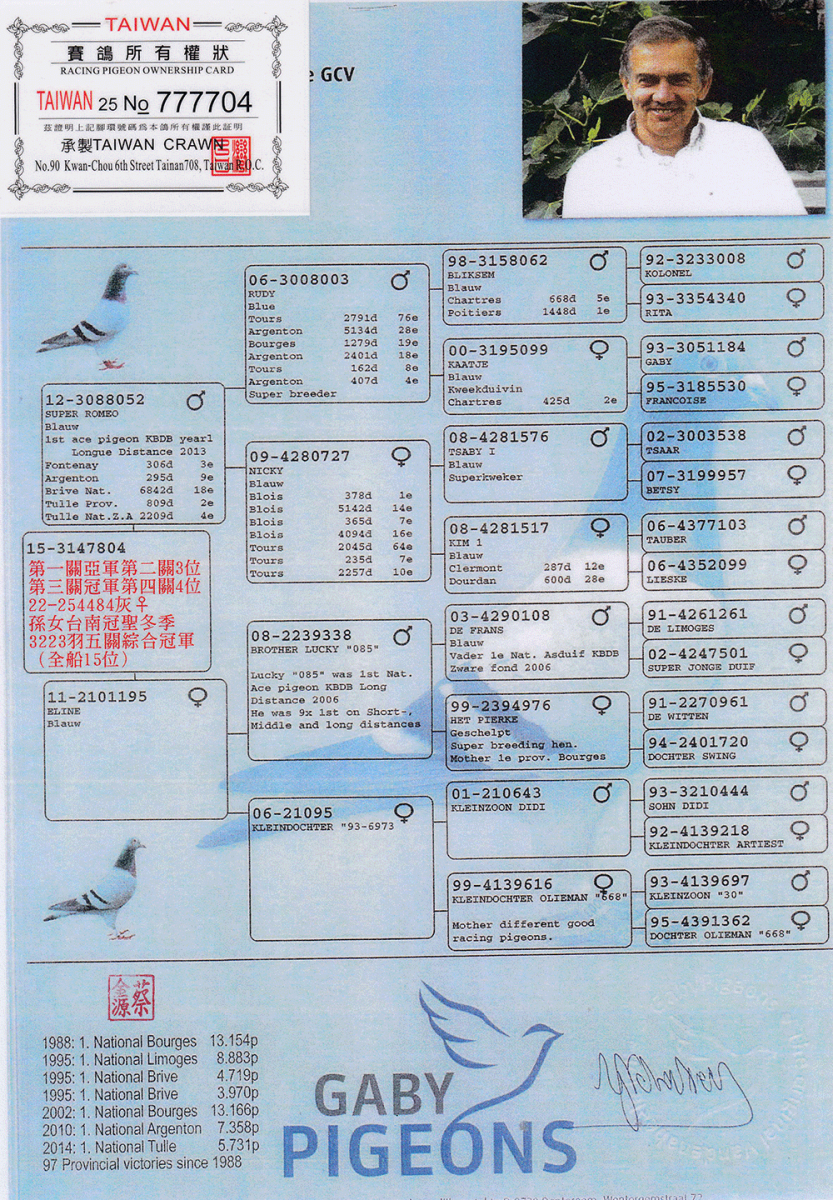 TAIWAN
賽鴿所有權狀
RACING PIGEON OWNERSHIP CARD
TAIWAN 25 No 777704
茲證明上記腳環號碼爲本鴿所有權謹此証明
承製TAIWAN CRAWN
No.90 Kwan-Chou 6th Street Tainan708, Taiwan R.O.C.
e GCV
12-3088052 ♂
SUPER ROMEO
Blauw
1st ace pigeon KBDB yearl
Longue Distance 2013
Fontenay 306d 3e
Argenton 295d 9e
Brive Nat. 6842d 18e
Tulle Prov. 809d 2e
Tulle Nat.Z.A 2209d 4e
15-3147804
第一關亞軍第二關3位
第三關冠軍第四關4位
22-254484灰♀
孫女台南冠聖冬季
3223羽五關綜合冠軍
（全船15位）
11-2101195 ♀
ELINE
Blauw
06-3008003 ♂
RUDY
Blue
Tours 2791d 76e
Argenton 5134d 28e
Bourges 1279d 19e
Argenton 2401d 18e
Tours 162d 8e
Argenton 407d 4e
Super breeder
09-4280727 ♀
NICKY
Blauw
Blois 378d 1e
Blois 5142d 14e
Blois 365d 7e
Blois 4094d 16e
Tours 2045d 64e
Tours 235d 7e
Tours 2257d 10e
08-2239338 ♂
BROTHER LUCKY "085"
Lucky "085" was 1st Nat.
Ace pigeon KBDB Long
Distance 2006
He was 9x 1st on Short-,
Middle and long distances
06-21095 ♀
KLEINDOCHTER "93-6973
98-3158062 ♂
BLIKSEM
Blauw
Chartres 668d 5e
Poitiers 1448d 1e
00-3195099 ♀
KAATJE
Blauw
Kweekduivin
Chartres 425d 2e
08-4281576 ♂
TSABY I
Blauw
Superkweker
08-4281517 ♀
KIM 1
Blauw
Clermont 287d 12e
Dourdan 600d 28e
03-4290108 ♂
DE FRANS
Blauw
Vader 1e Nat. Asduif KBDB
Zware fond 2006
99-2394976 ♀
HET PIERKE
Geschelpt
Super breeding hen.
Mother 1e prov. Bourges
01-210643 ♂
KLEINZOON DIDI
99-4139616 ♀
KLEINDOCHTER OLIEMAN "668"
Mother different good
racing pigeons.
92-3233008 ♂
KOLONEL
93-3354340 ♀
RITA
93-3051184 ♂
GABY
95-3185530 ♀
FRANCOISE
02-3003538 ♂
TSAAR
07-3199957 ♀
BETSY
06-4377103 ♂
TAUBER
06-4352099 ♀
LIESKE
91-4261261 ♂
DE LIMOGES
02-4247501 ♀
SUPER JONGE DUIF
91-2270961 ♂
DE WITTEN
94-2401720 ♀
DOCHTER SWING
93-3210444 ♂
SOHN DIDI
92-4139218 ♀
KLEINDOCHTER ARTIEST
93-4139697 ♂
KLEINZOON "30"
95-4391362 ♀
DOCHTER OLIEMAN "668"
1988: 1. National Bourges 13.154p
1995: 1. National Limoges 8.883p
1995: 1. National Brive 4.719p
1995: 1. National Brive 3.970p
2002: 1. National Bourges 13.166p
2010: 1. National Argenton 7.358p
2014: 1. National Tulle 5.731p
97 Provincial victories since 1988
GABY
PIGEONS